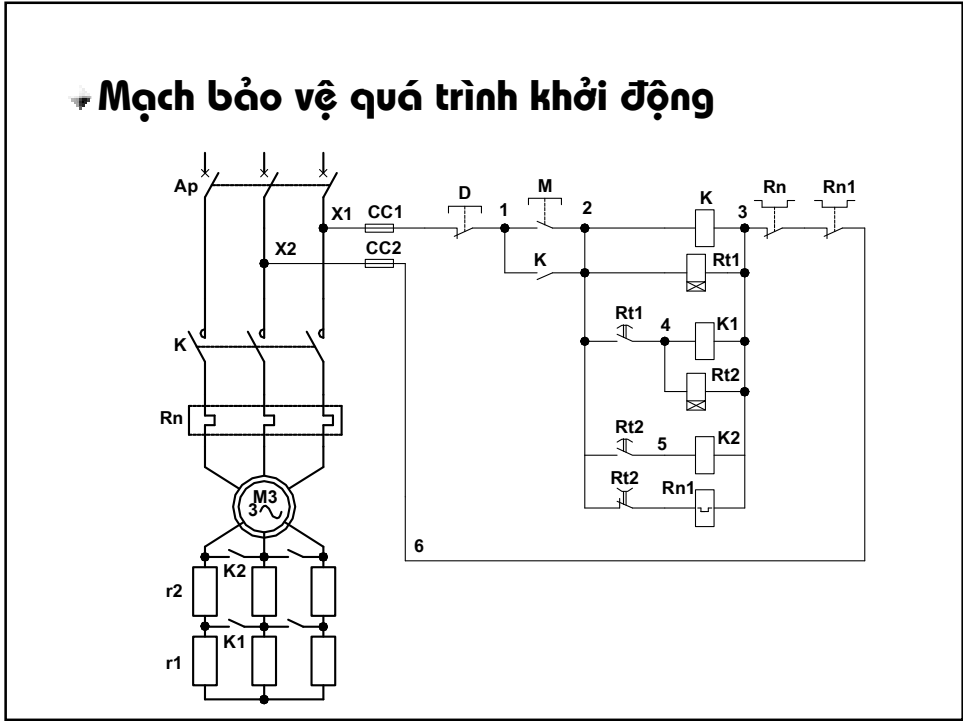 Mạch bảo vệ quá trình khởi động
Ap
X1
CC1
D
1
M
2
K
3
Rn
Rn1
X2
CC2
K
Rt1
Rt1
4
K1
K
Rt2
Rn
Rt2
5
K2
Rt2
Rn1
M3
3
6
K2
r2
K1
r1